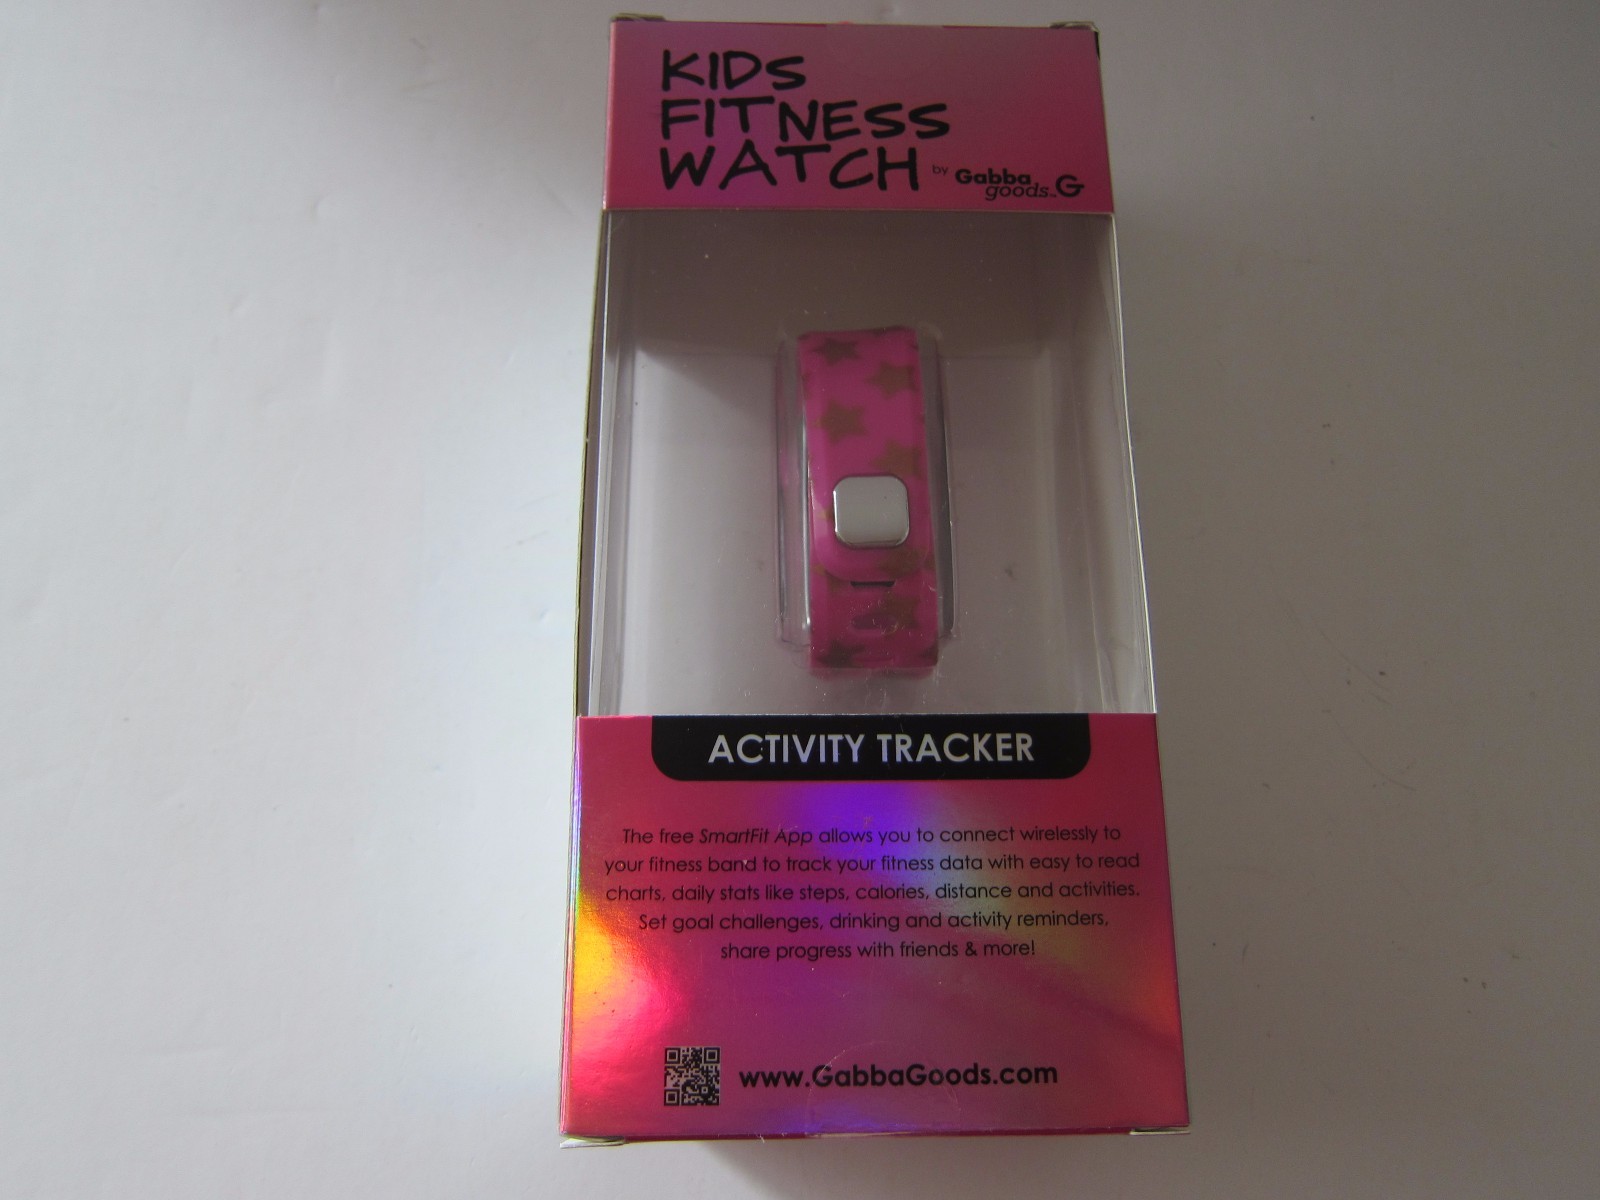 KIDS
FITNESS
WATCH by Gabba
goods™ G
ACTIVITY TRACKER
The free SmartFit App allows you to connect wirelessly to
your fitness band to track your fitness data with easy to read
charts, daily stats like steps, calories, distance and activities.
Set goal challenges, drinking and activity reminders,
share progress with friends & more!
www.GabbaGoods.com